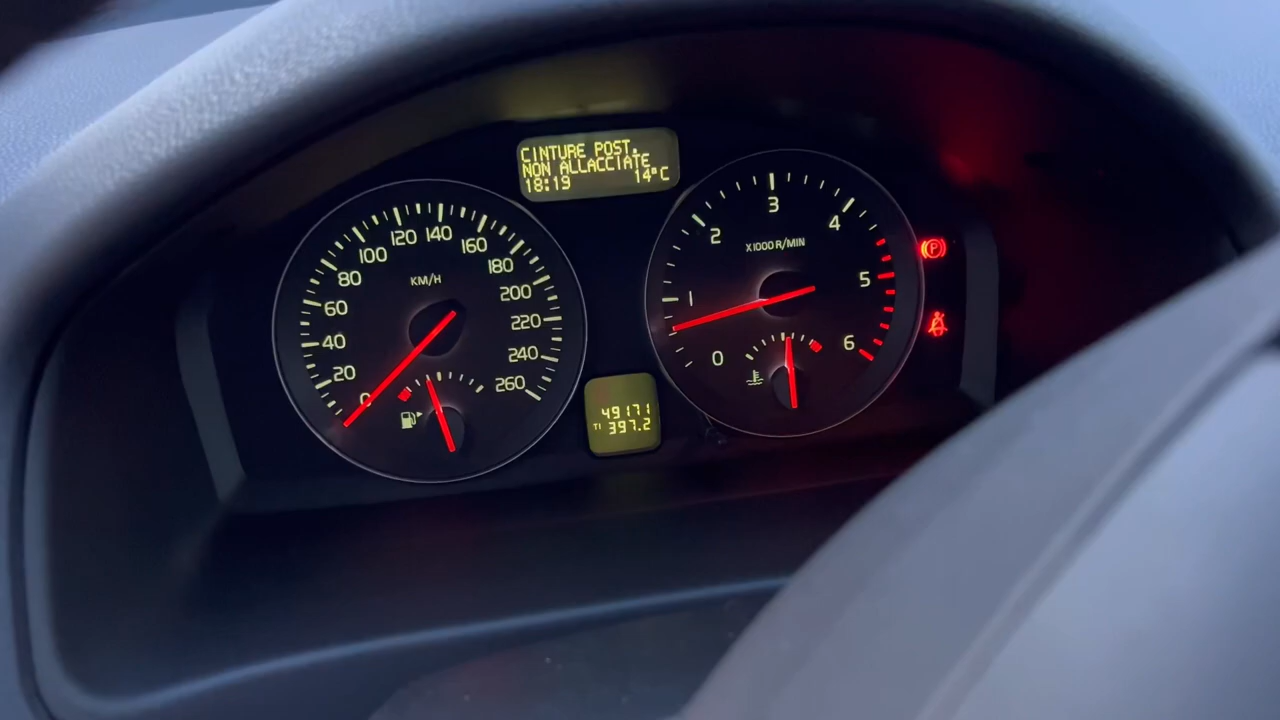 CINTURE POST.
NON ALLACCIATE
18:19 14°C
0 20 40 60 80 100 120 140 160 180 200 220 240 260
KM/H
0 1 2 3 4 5 6
X1000 R/MIN
P
49171
T1 397.2